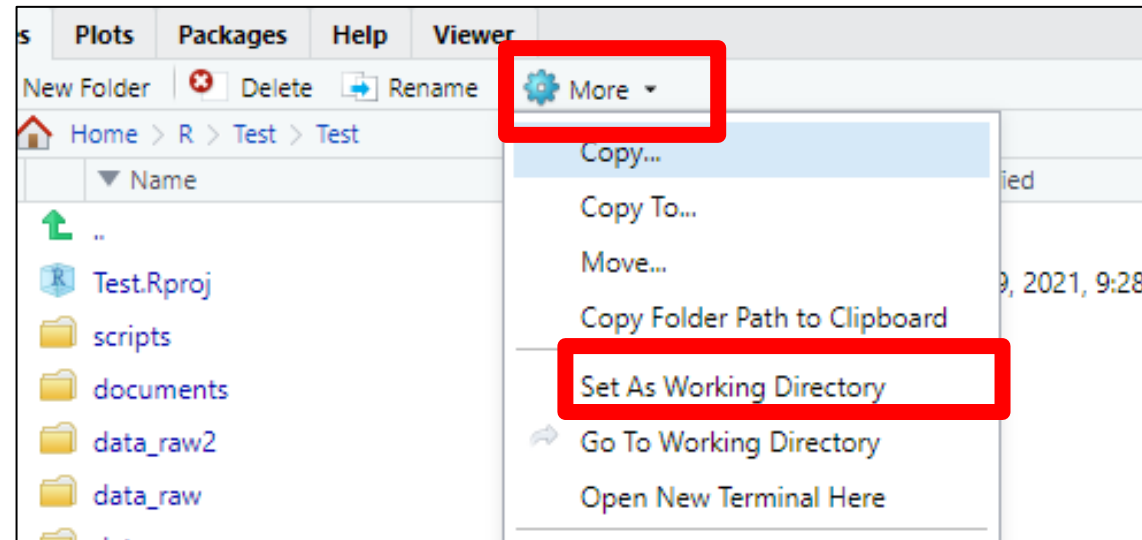 s Plots Packages Help Viewer
New Folder Delete Rename More
Home > R > Test > Test
Name ied
Copy...
Copy To...
..
Move...
Test.Rproj 9, 2021, 9:28
Copy Folder Path to Clipboard
scripts
Set As Working Directory
documents
Go To Working Directory
data_raw2
Open New Terminal Here
data_raw